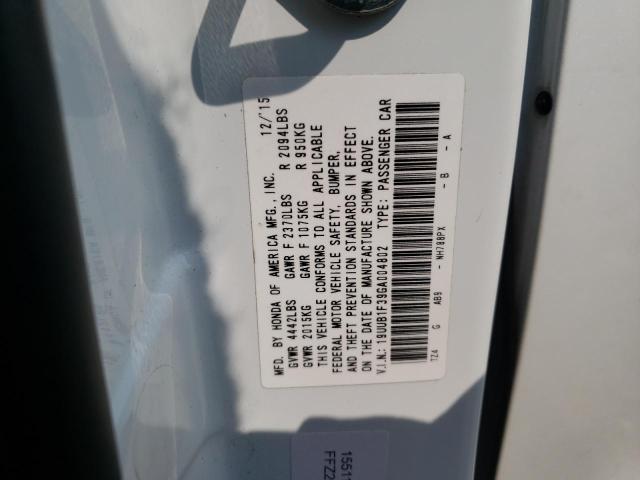 MFD. BY HONDA OF AMERICA MFG., INC. 12/'15
GVWR 4442LBS GAWR F 2370LBS R 2094LBS
GVWR 2015KG GAWR F 1075KG R 950KG
THIS VEHICLE CONFORMS TO ALL APPLICABLE
FEDERAL MOTOR VEHICLE SAFETY, BUMPER,
AND THEFT PREVENTION STANDARDS IN EFFECT
ON THE DATE OF MANUFACTURE SHOWN ABOVE.
V.I.N.: 19UUB1F39GA004802 TYPE: PASSENGER CAR
TZ4 G AB9 - NH788PX - B - A